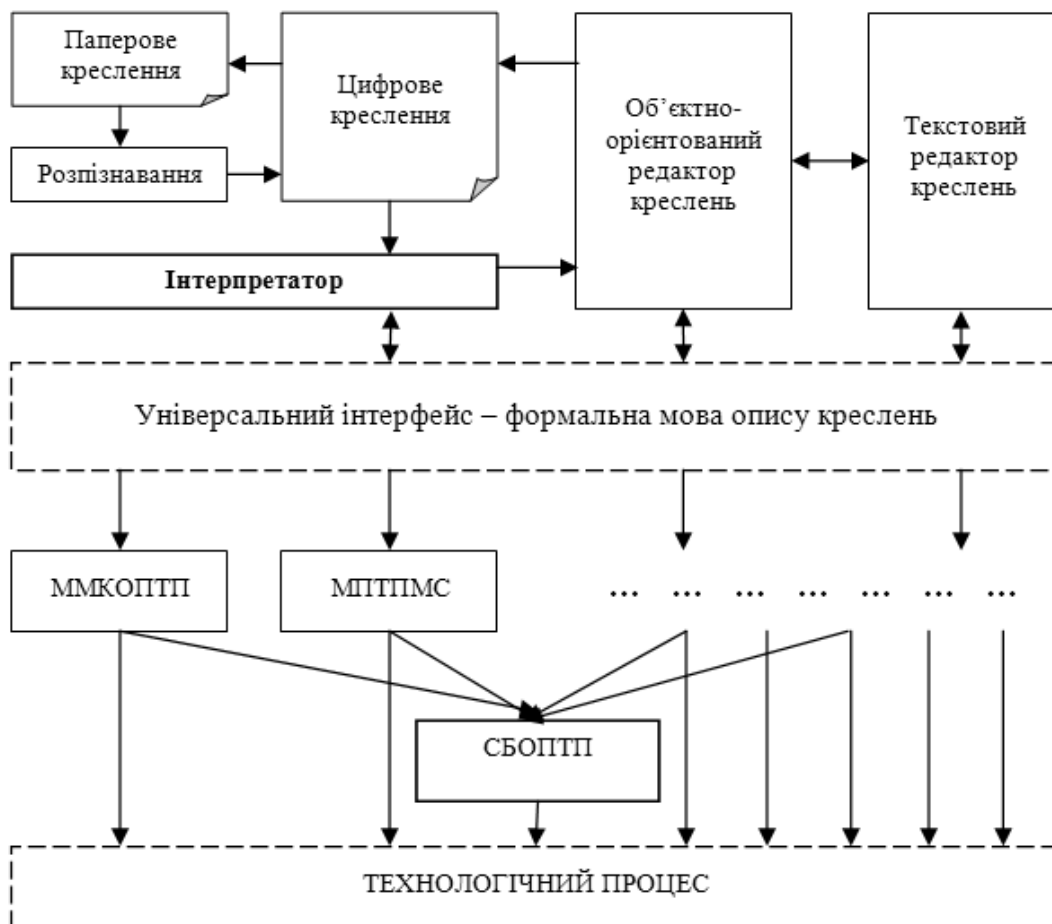 Паперове
креслення
Цифрове
креслення
Об’єктно-
орієнтований
редактор
креслень
Текстовий
редактор
креслень
Розпізнавання
Інтерпретатор
Універсальний інтерфейс – формальна мова опису креслень
ММКОПТП
МПТПМС
... ... ... ... ... ... ...
СБОПТП
ТЕХНОЛОГІЧНИЙ ПРОЦЕС